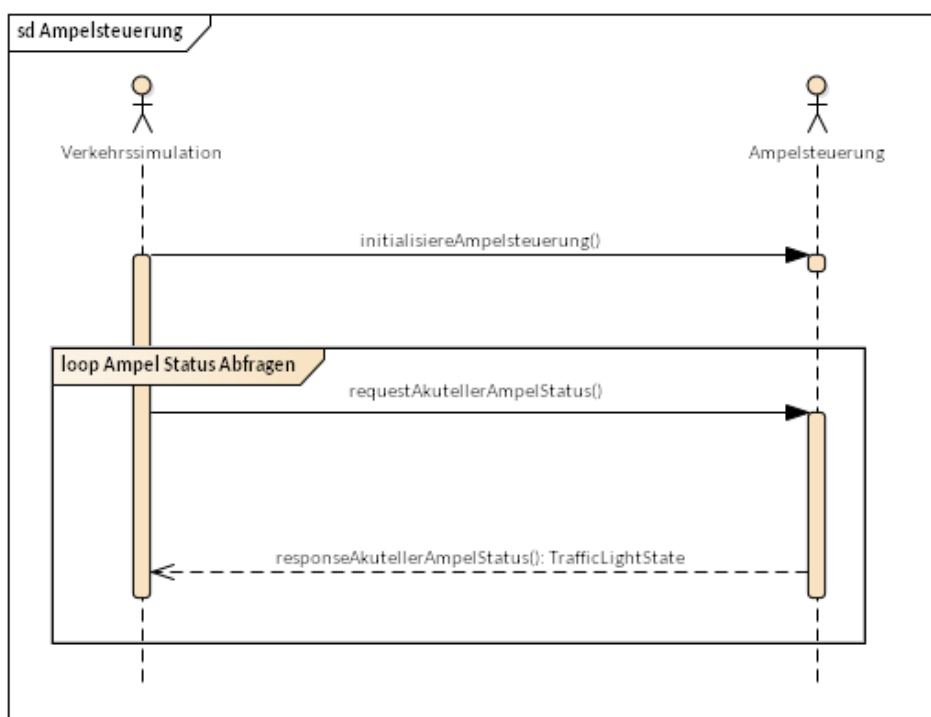 sd Ampelsteuerung
Verkehrssimulation
Ampelsteuerung
initialisiereAmpelsteuerung()
loop Ampel Status Abfragen
requestAkutellerAmpelStatus()
responseAkutellerAmpelStatus(): TrafficLightState